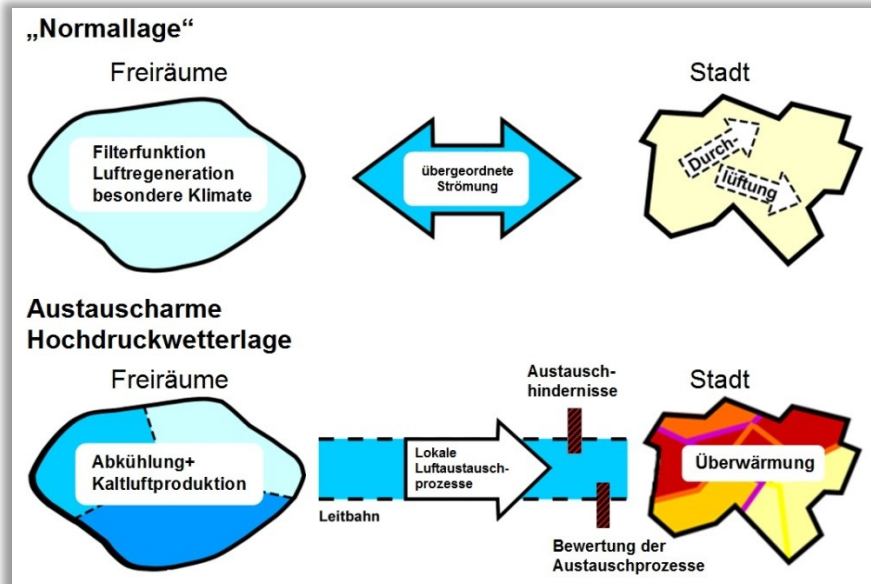 „Normallage“
Freiräume
Stadt
Filterfunktion
Luftregeneration
besondere Klimate
übergeordnete
Strömung
Durch-
lüftung
Austauscharme
Hochdruckwetterlage
Freiräume
Austausch-
hindernisse
Stadt
Abkühlung+
Kaltluftproduktion
Lokale
Luftaustausch-
prozesse
Überwärmung
Leitbahn
Bewertung der
Austauschprozesse